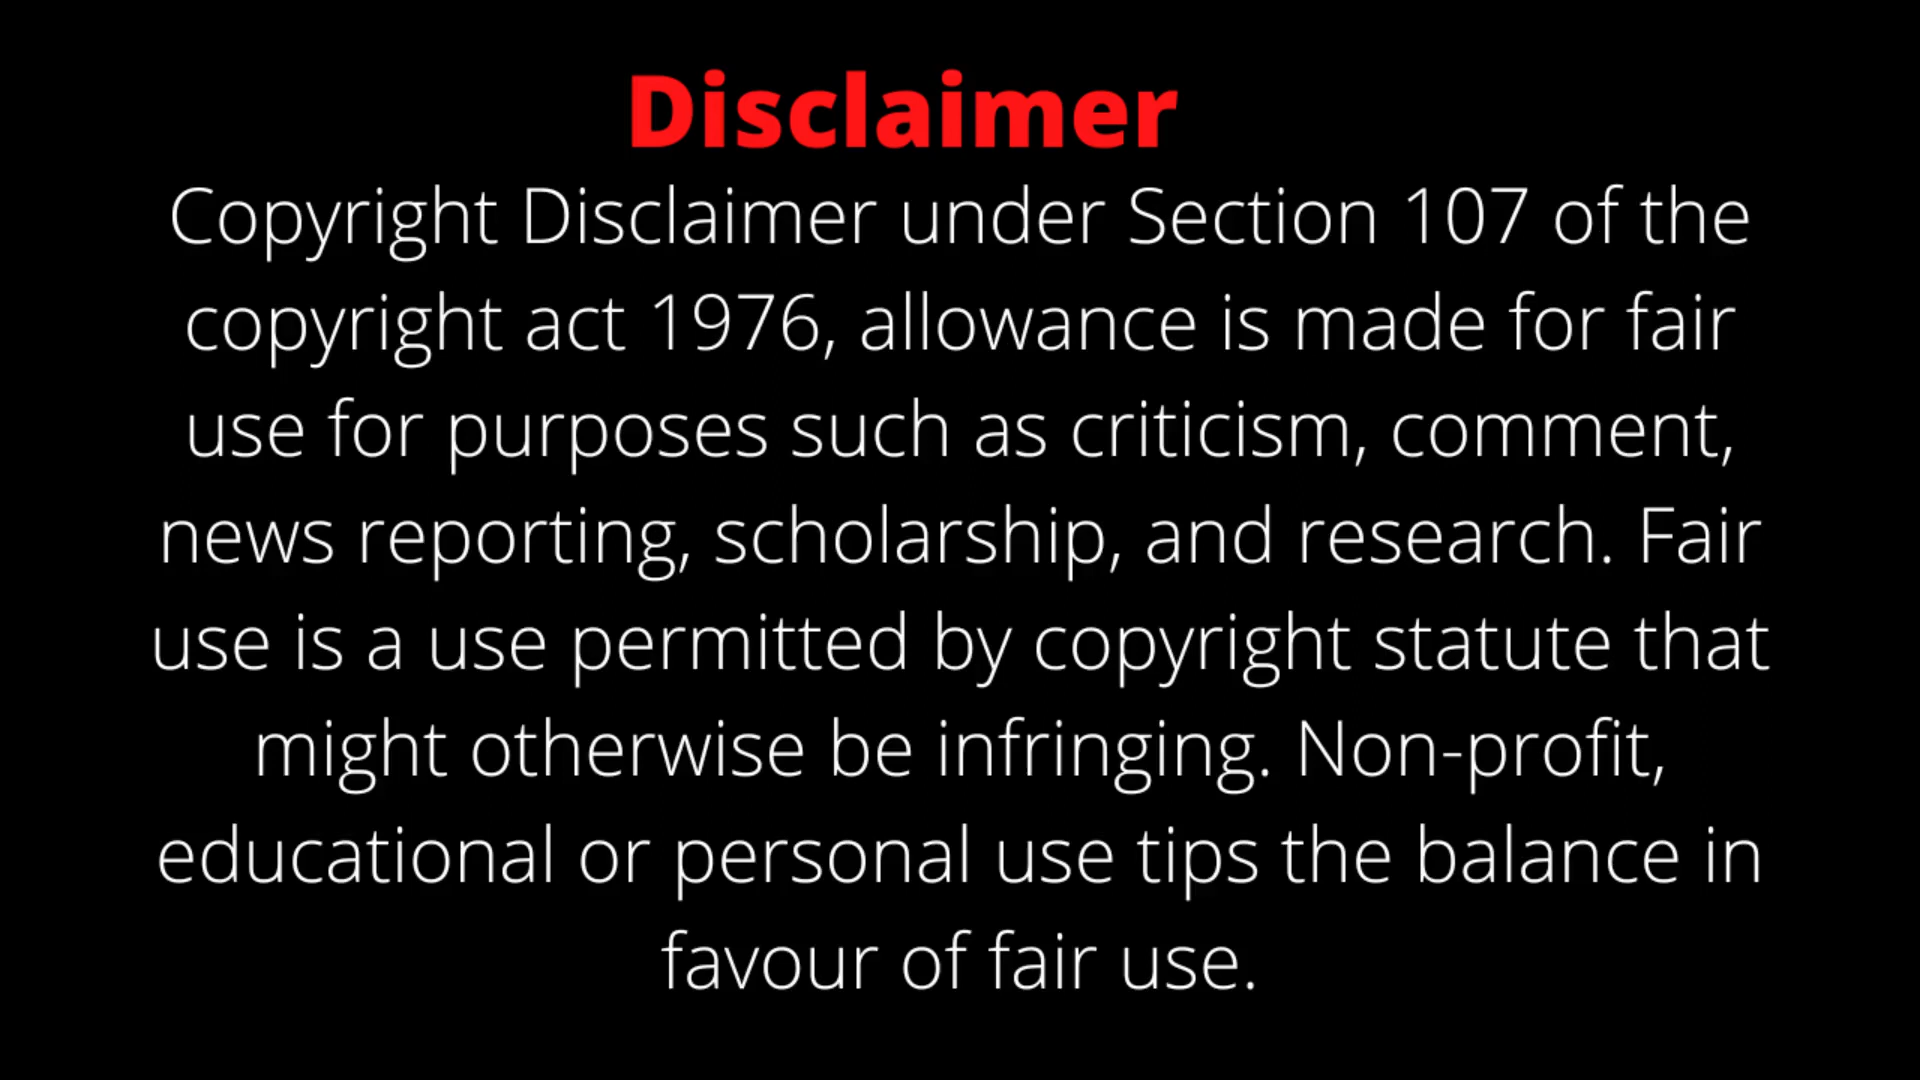 Disclaimer
Copyright Disclaimer under Section 107 of the
copyright act 1976, allowance is made for fair
use for purposes such as criticism, comment,
news reporting, scholarship, and research. Fair
use is a use permitted by copyright statute that
might otherwise be infringing. Non-profit,
educational or personal use tips the balance in
favour of fair use.